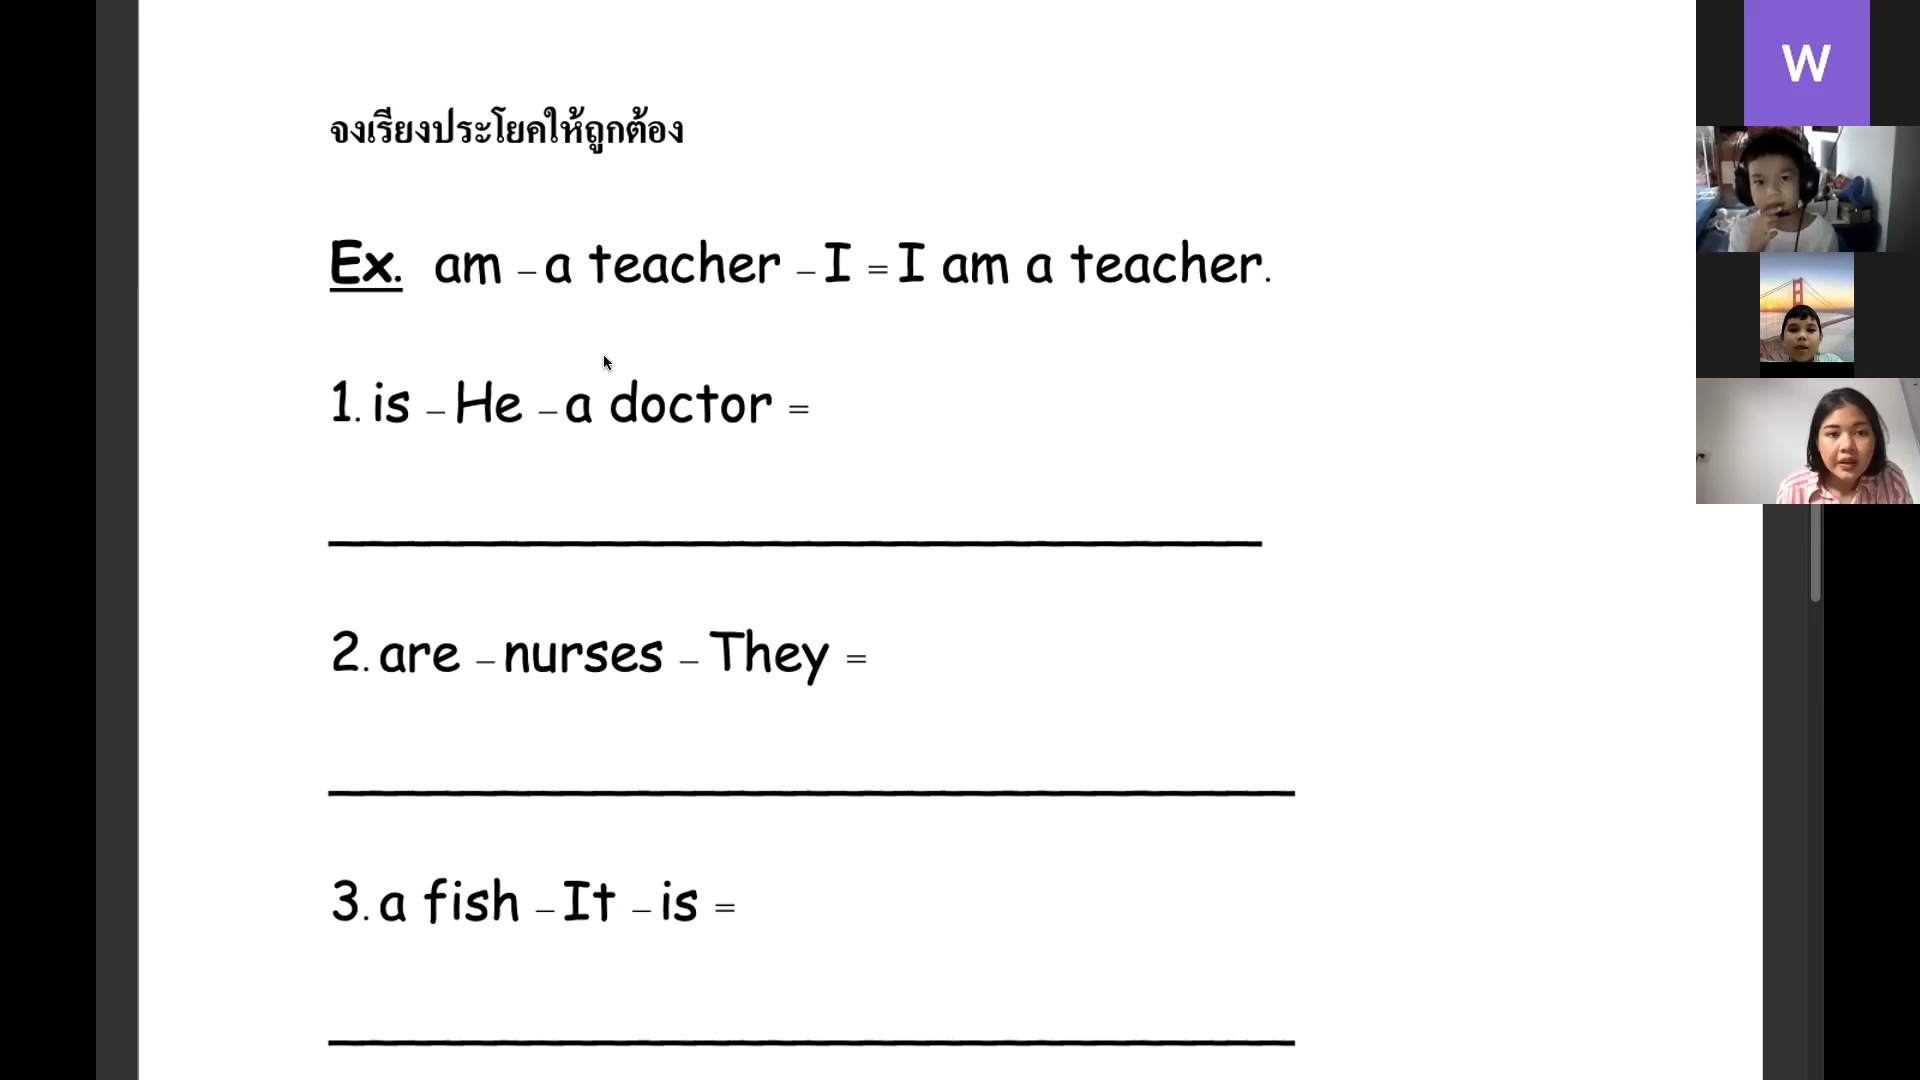 จงเรียงประโยคให้ถูกต้อง
Ex. am – a teacher – I = I am a teacher.
1. is – He – a doctor =
2. are – nurses – They =
3. a fish – It – is =
W